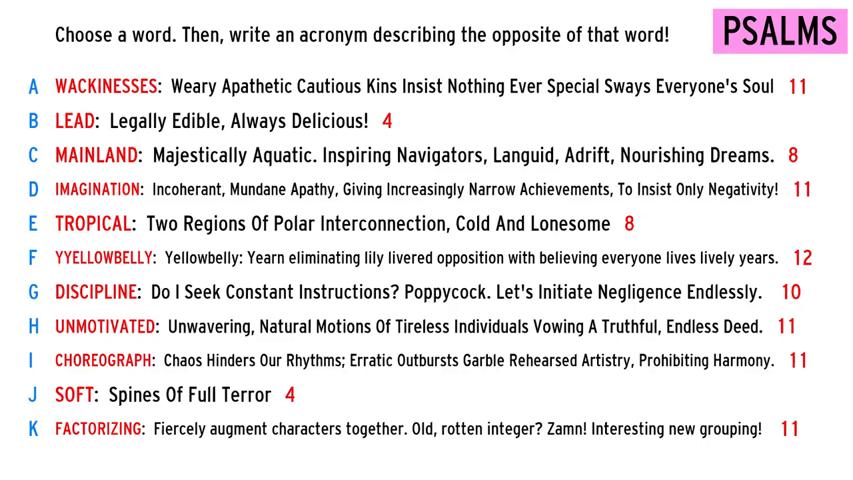 Choose a word. Then, write an acronym describing the opposite of that word!
PSALMS
A WACKINESSES: Weary Apathetic Cautious Kins Insist Nothing Ever Special Sways Everyone's Soul 11
B LEAD: Legally Edible, Always Delicious! 4
C MAINLAND: Majestically Aquatic. Inspiring Navigators, Languid, Adrift, Nourishing Dreams. 8
D IMAGINATION: Incoherant, Mundane Apathy, Giving Increasingly Narrow Achievements, To Insist Only Negativity! 11
E TROPICAL: Two Regions Of Polar Interconnection, Cold And Lonesome 8
F YYELLOWBELLY: Yellowbelly: Yearn eliminating lily livered opposition with believing everyone lives lively years. 12
G DISCIPLINE: Do I Seek Constant Instructions? Poppycock. Let's Initiate Negligence Endlessly. 10
H UNMOTIVATED: Unwavering, Natural Motions Of Tireless Individuals Vowing A Truthful, Endless Deed. 11
I CHOREOGRAPH: Chaos Hinders Our Rhythms; Erratic Outbursts Garble Rehearsed Artistry, Prohibiting Harmony. 11
J SOFT: Spines Of Full Terror 4
K FACTORIZING: Fiercely augment characters together. Old, rotten integer? Zamn! Interesting new grouping! 11